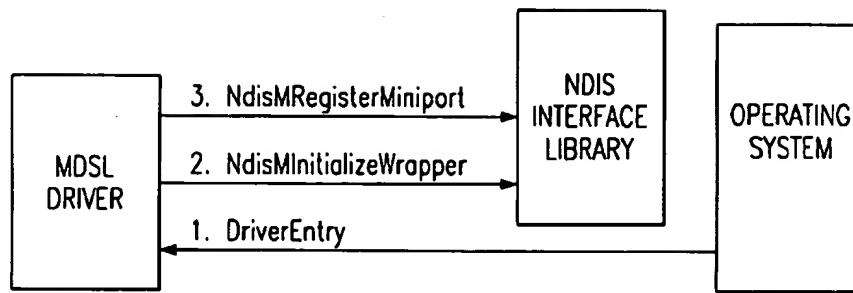 MDSL
DRIVER
3. NdisMRegisterMiniport
2. NdisMInitializeWrapper
1. DriverEntry
NDIS
INTERFACE
LIBRARY
OPERATING
SYSTEM